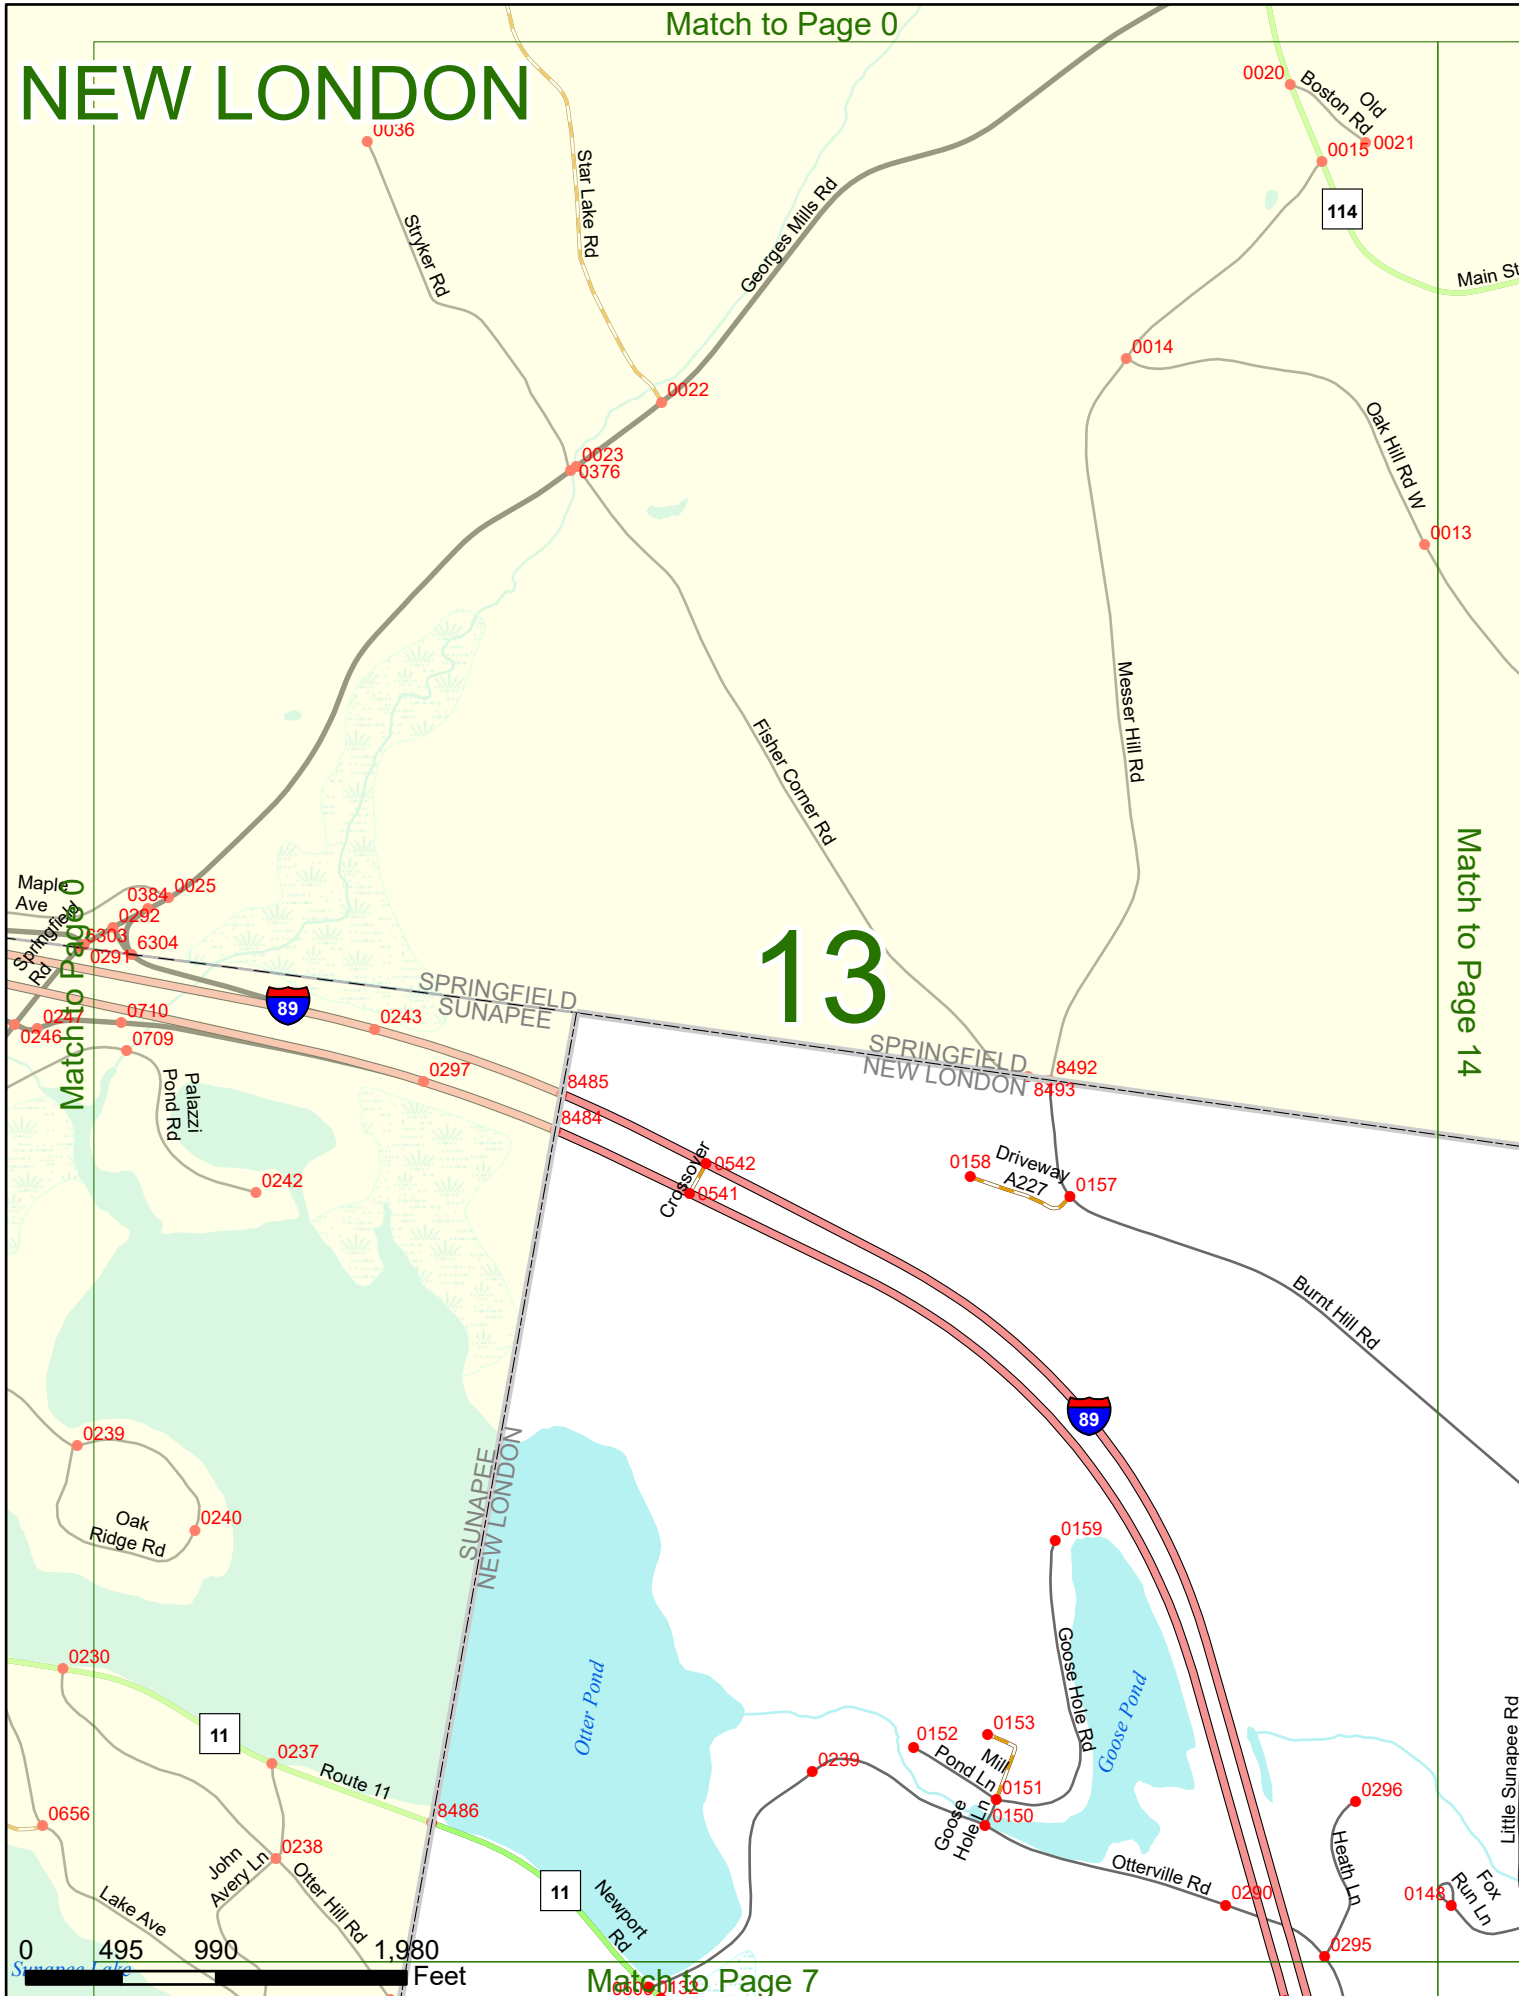 Match to Page 0
NEW LONDON
0020
Old
Boston Rd
0036
0021
0015
Star Lake Rd
114
Georges Mills Rd
Stryker Rd
Main St
0014
0022
Oak Hill Rd W
0023
0376
0013
Messer Hill Rd
Fisher Corner Rd
Match to Page 14
Maple
Ave
Match to Page 0
0384
0025
0292
Springfield
Rd
6303
6304
0291
13
SPRINGFIELD
SUNAPEE
89
0247
0710
0246
0243
0709
SPRINGFIELD
NEW LONDON
8492
8493
Palazzi
Pond Rd
0297
8485
8484
Crossover
0542
0541
0158
Driveway
A227
0157
0242
Burnt Hill Rd
89
0239
SUNAPEE
NEW LONDON
Oak
Ridge Rd
0240
0159
Goose Hole Rd
0230
Otter Pond
Goose Pond
Little Sunapee Rd
11
0237
0152
0153
Mill
Pond Ln
0239
Route 11
0151
0296
0656
8486
Goose
Hole Ln
0150
John
Avery Ln
0238
Otter Hill Rd
Heath Ln
Otterville Rd
0290
0148
Fox
Run Ln
Lake Ave
11
Newport
Rd
0295
0 495 990 1,980
Feet
Sunapee Lake
Match to Page 7
0132